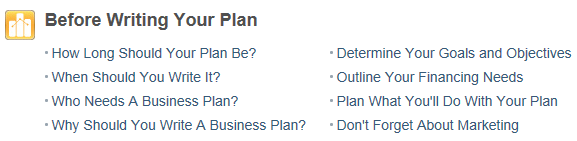 Before Writing Your Plan
How Long Should Your Plan Be?
When Should You Write It?
Who Needs A Business Plan?
Why Should You Write A Business Plan?
Determine Your Goals and Objectives
Outline Your Financing Needs
Plan What You'll Do With Your Plan
Don't Forget About Marketing